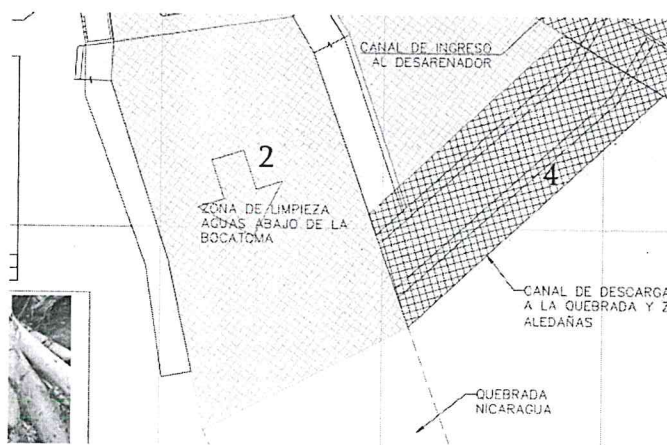 CANAL DE INGRESO
AL DESARENADOR
2
ZONA DE LIMPIEZA
AGUAS ABAJO DE LA
BOCATOMA
4
CANAL DE DESCARGA
A LA QUEBRADA Y Z
ALEDAÑAS
QUEBRADA
NICARAGUA